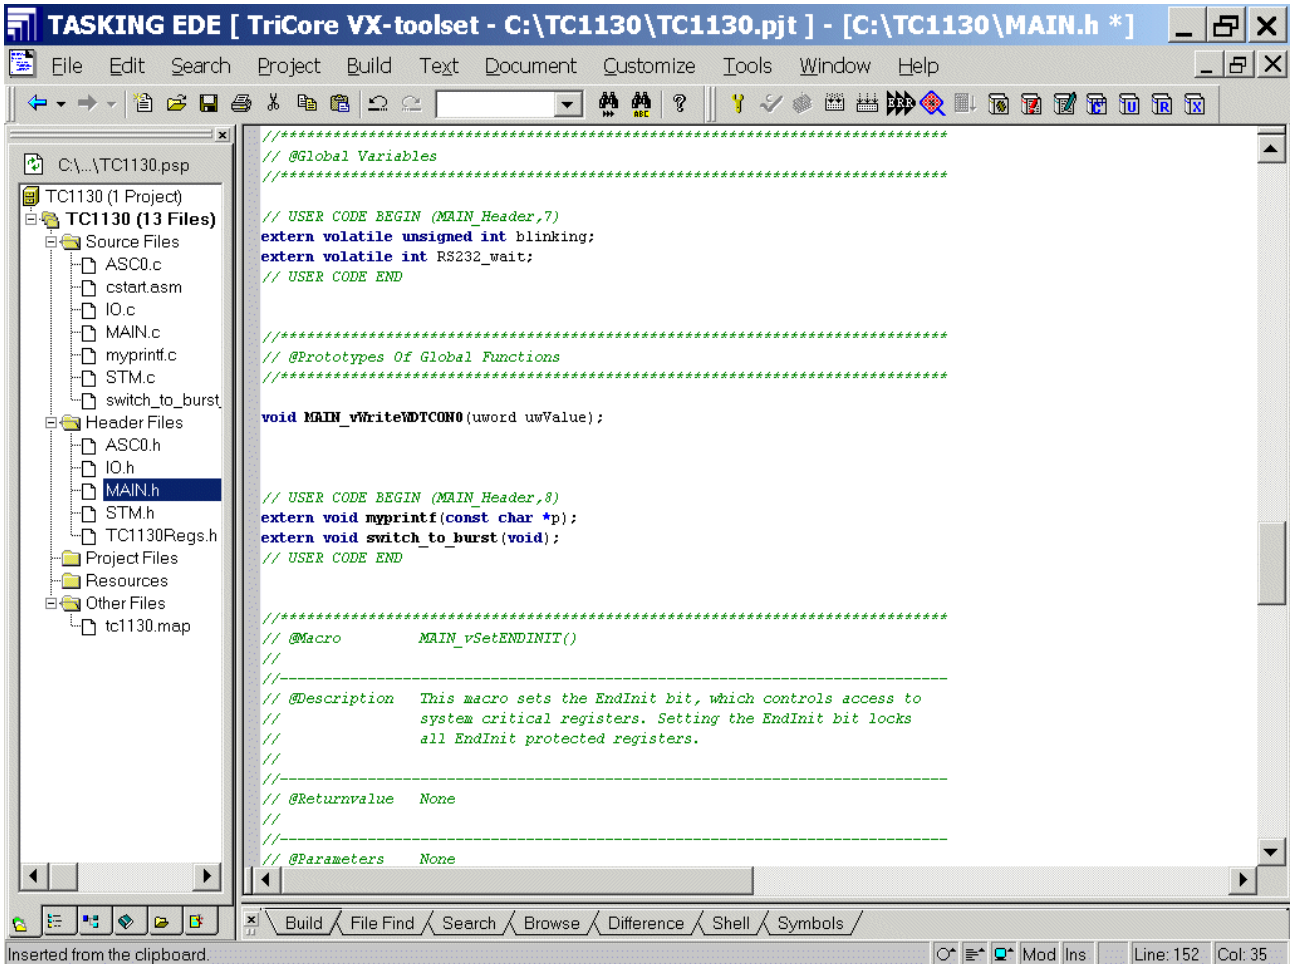 TASKING EDE [ TriCore VX-toolset - C:\TC1130\TC1130.pjt ] - [C:\TC1130\MAIN.h *]
File Edit Search Project Build Text Document Customize Tools Window Help
C:\...\TC1130.psp
TC1130 (1 Project)
TC1130 (13 Files)
Source Files
ASC0.c
cstart.asm
IO.c
MAIN.c
myprintf.c
STM.c
switch_to_burst_
Header Files
ASC0.h
IO.h
MAIN.h
STM.h
TC1130Regs.h
Project Files
Resources
Other Files
tc1130.map
//****************************************************************************
// @Global Variables
//****************************************************************************
// USER CODE BEGIN (MAIN_Header,7)
extern volatile unsigned int blinking;
extern volatile int RS232_wait;
// USER CODE END
//****************************************************************************
// @Prototypes Of Global Functions
//****************************************************************************
void MAIN_vWriteWDTCON0(uword uwValue);
// USER CODE BEGIN (MAIN_Header,8)
extern void myprintf(const char *p);
extern void switch_to_burst(void);
// USER CODE END
//****************************************************************************
// @Macro MAIN_vSetENDINIT()
//
//----------------------------------------------------------------------------
// @Description This macro sets the EndInit bit, which controls access to
// system critical registers. Setting the EndInit bit locks
// all EndInit protected registers.
//
//----------------------------------------------------------------------------
// @Returnvalue None
//
//----------------------------------------------------------------------------
// @Parameters None
Build File Find Search Browse Difference Shell Symbols
Inserted from the clipboard.
Mod Ins Line: 152 Col: 35